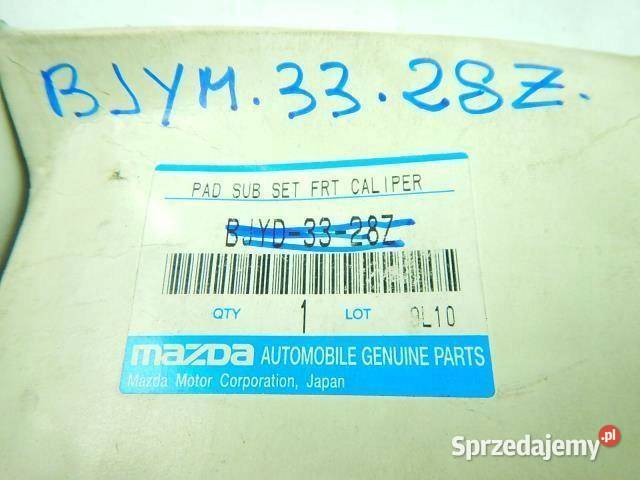 BJYM.33.28Z.
PAD SUB SET FRT CALIPER
BJYD-33-28Z
QTY 1 LOT 9L10
mazda AUTOMOBILE GENUINE PARTS
Mazda Motor Corporation, Japan
Sprzedajemy.pl